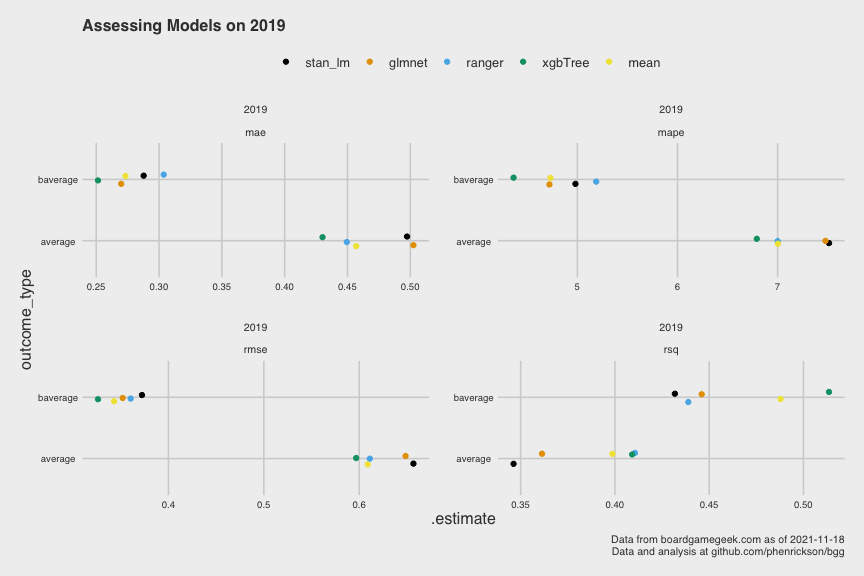 Assessing Models on 2019
stan_lm glmnet ranger xgbTree mean
2019
mae
baverage
average
0.25 0.30 0.35 0.40 0.45 0.50
2019
mape
baverage
average
5 6 7
outcome_type
2019
rmse
baverage
average
0.4 0.5 0.6
2019
rsq
baverage
average
0.35 0.40 0.45 0.50
.estimate
Data from boardgamegeek.com as of 2021-11-18
Data and analysis at github.com/phenrickson/bgg